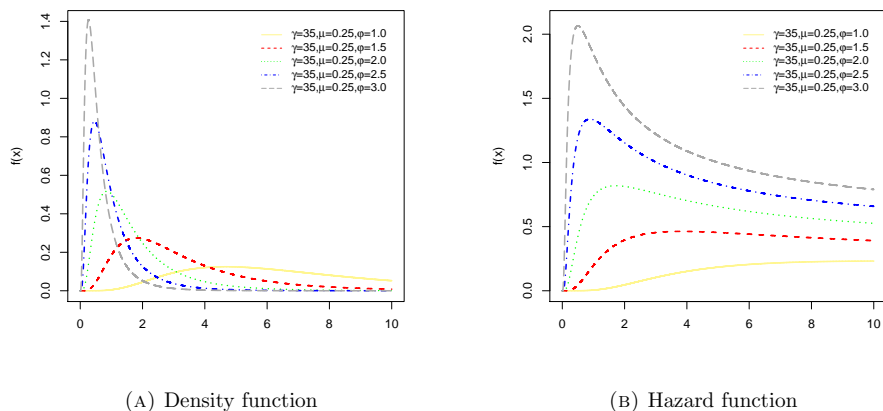 f(x)
0.0
0.2
0.4
0.6
0.8
1.0
1.2
1.4
0
2
4
6
8
10
γ=35,μ=0.25,φ=1.0
γ=35,μ=0.25,φ=1.5
γ=35,μ=0.25,φ=2.0
γ=35,μ=0.25,φ=2.5
γ=35,μ=0.25,φ=3.0
(A) Density function
f(x)
0.0
0.5
1.0
1.5
2.0
0
2
4
6
8
10
γ=35,μ=0.25,φ=1.0
γ=35,μ=0.25,φ=1.5
γ=35,μ=0.25,φ=2.0
γ=35,μ=0.25,φ=2.5
γ=35,μ=0.25,φ=3.0
(B) Hazard function